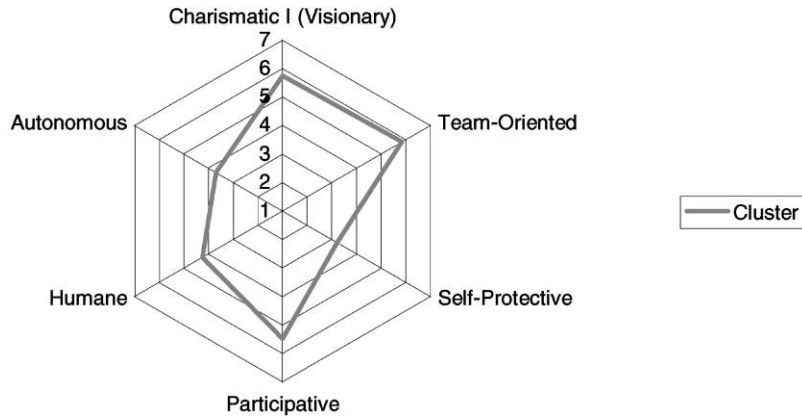 Charismatic I (Visionary)
7
6
5
4
3
2
1
Autonomous
Team-Oriented
Cluster
Humane
Self-Protective
Participative